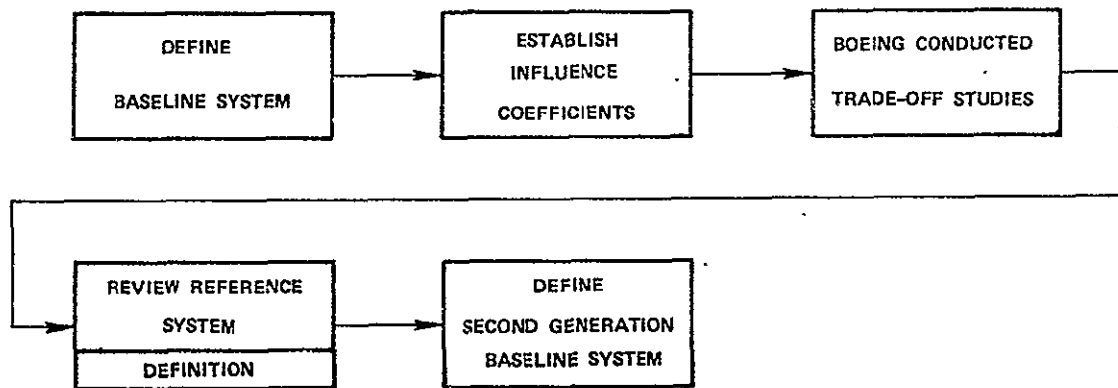 DEFINE
BASELINE SYSTEM
ESTABLISH
INFLUENCE
COEFFICIENTS
BOEING CONDUCTED
TRADE-OFF STUDIES
REVIEW REFERENCE
SYSTEM
DEFINITION
DEFINE
SECOND GENERATION
BASELINE SYSTEM